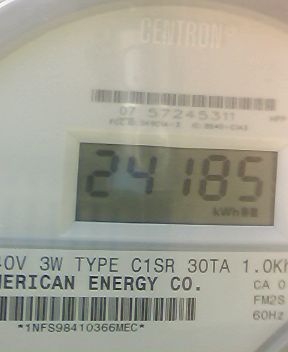 CENTRON
07 57245311
24185
kWh
40V 3W TYPE C1SR 30TA 1.0Kh
MERICAN ENERGY CO.
CA 0
FM2S
60Hz
*1NFS98410366MEC*